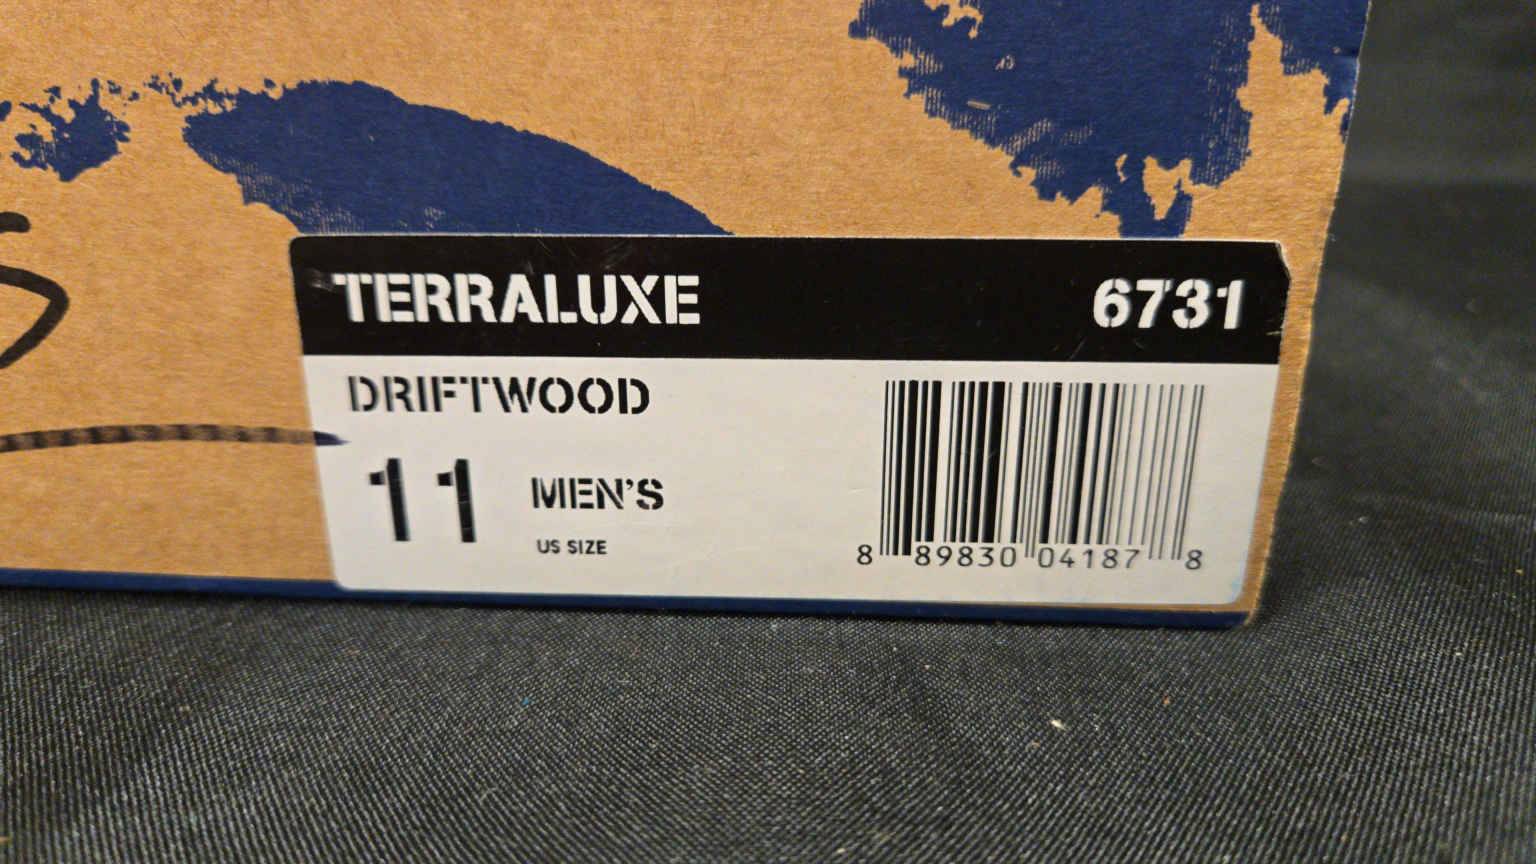 TERRALUXE 6731
DRIFTWOOD
11 MEN'S
US SIZE
8 89830 04187 8